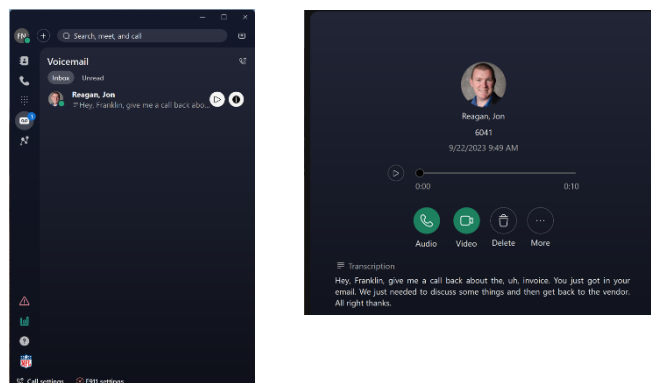 FN
Search, meet, and call
Voicemail
Inbox Unread
Reagan, Jon
Hey, Franklin, give me a call back abo...
1
Call settings E911 settings
Reagan, Jon
6041
9/22/2023 9:49 AM
0:00 0:10
Audio Video Delete More
Transcription
Hey, Franklin, give me a call back about the, uh, invoice. You just got in your
email. We just needed to discuss some things and then get back to the vendor.
All right thanks.